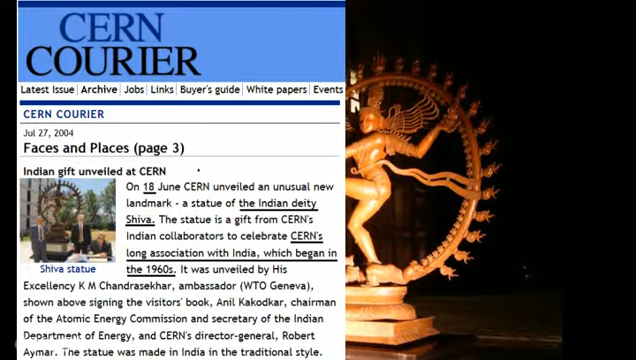 CERN
COURIER
Latest Issue Archive Jobs Links Buyer's guide White papers Events
CERN COURIER
Jul 27, 2004
Faces and Places (page 3)
Indian gift unveiled at CERN
On 18 June CERN unveiled an unusual new
landmark - a statue of the Indian deity
Shiva. The statue is a gift from CERN's
Indian collaborators to celebrate CERN's
long association with India, which began in
the 1960s. It was unveiled by His
Shiva statue
Excellency K M Chandrasekhar, ambassador (WTO Geneva),
shown above signing the visitors' book, Anil Kakodkar, chairman
of the Atomic Energy Commission and secretary of the Indian
Department of Energy, and CERN's director-general, Robert
Aymar. The statue was made in India in the traditional style.